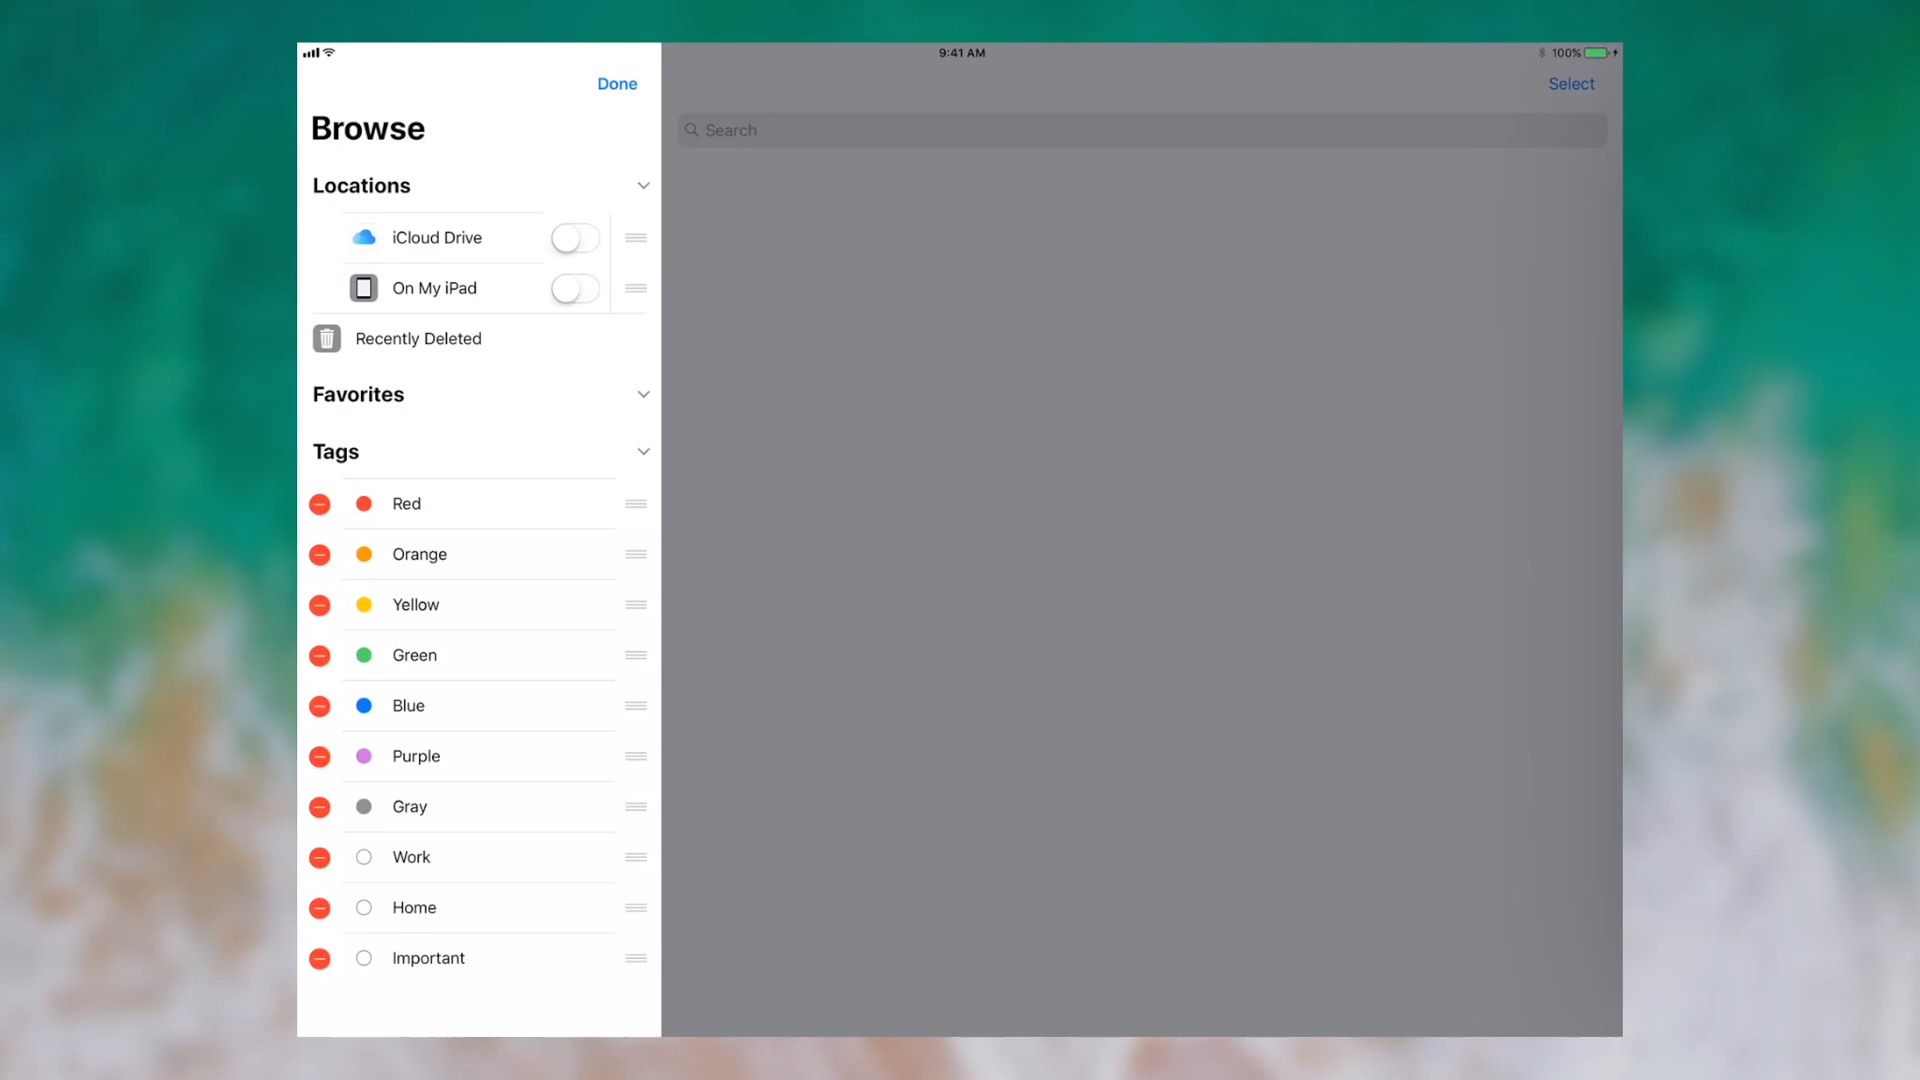 9:41 AM
100%
Done
Select
Browse
Search
Locations
iCloud Drive
On My iPad
Recently Deleted
Favorites
Tags
Red
Orange
Yellow
Green
Blue
Purple
Gray
Work
Home
Important